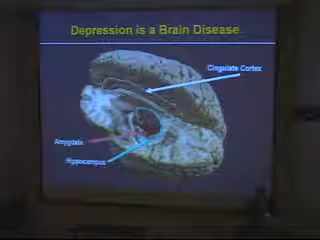 Depression is a Brain Disease
Cingulate Cortex
Amygdala
Hippocampus